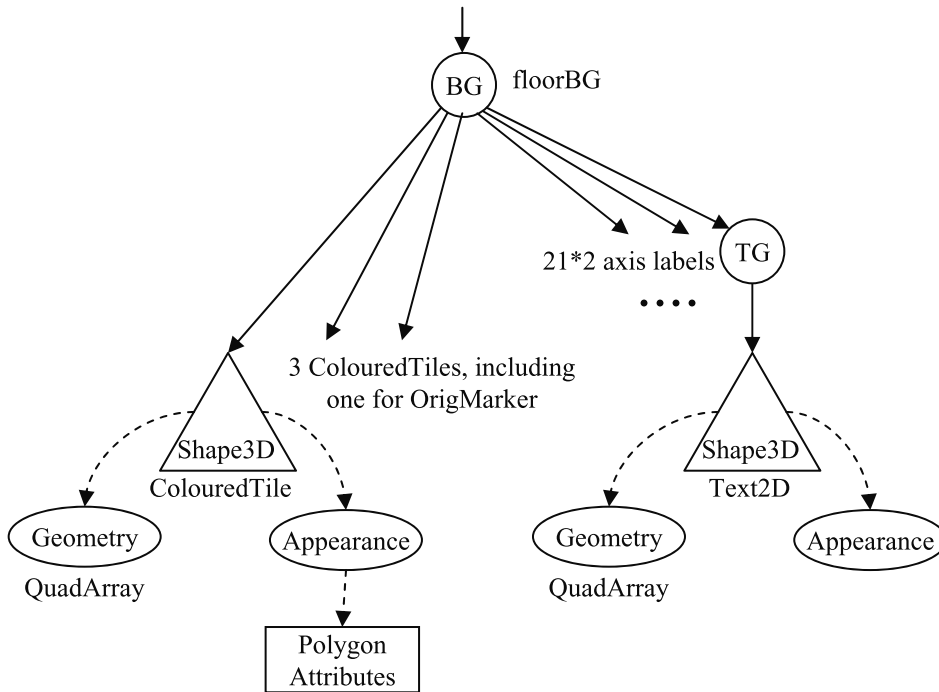 BG
floorBG
21*2 axis labels
TG
3 ColouredTiles, including
one for OrigMarker
Shape3D
ColouredTile
Shape3D
Text2D
Geometry
QuadArray
Appearance
Geometry
QuadArray
Appearance
Polygon
Attributes